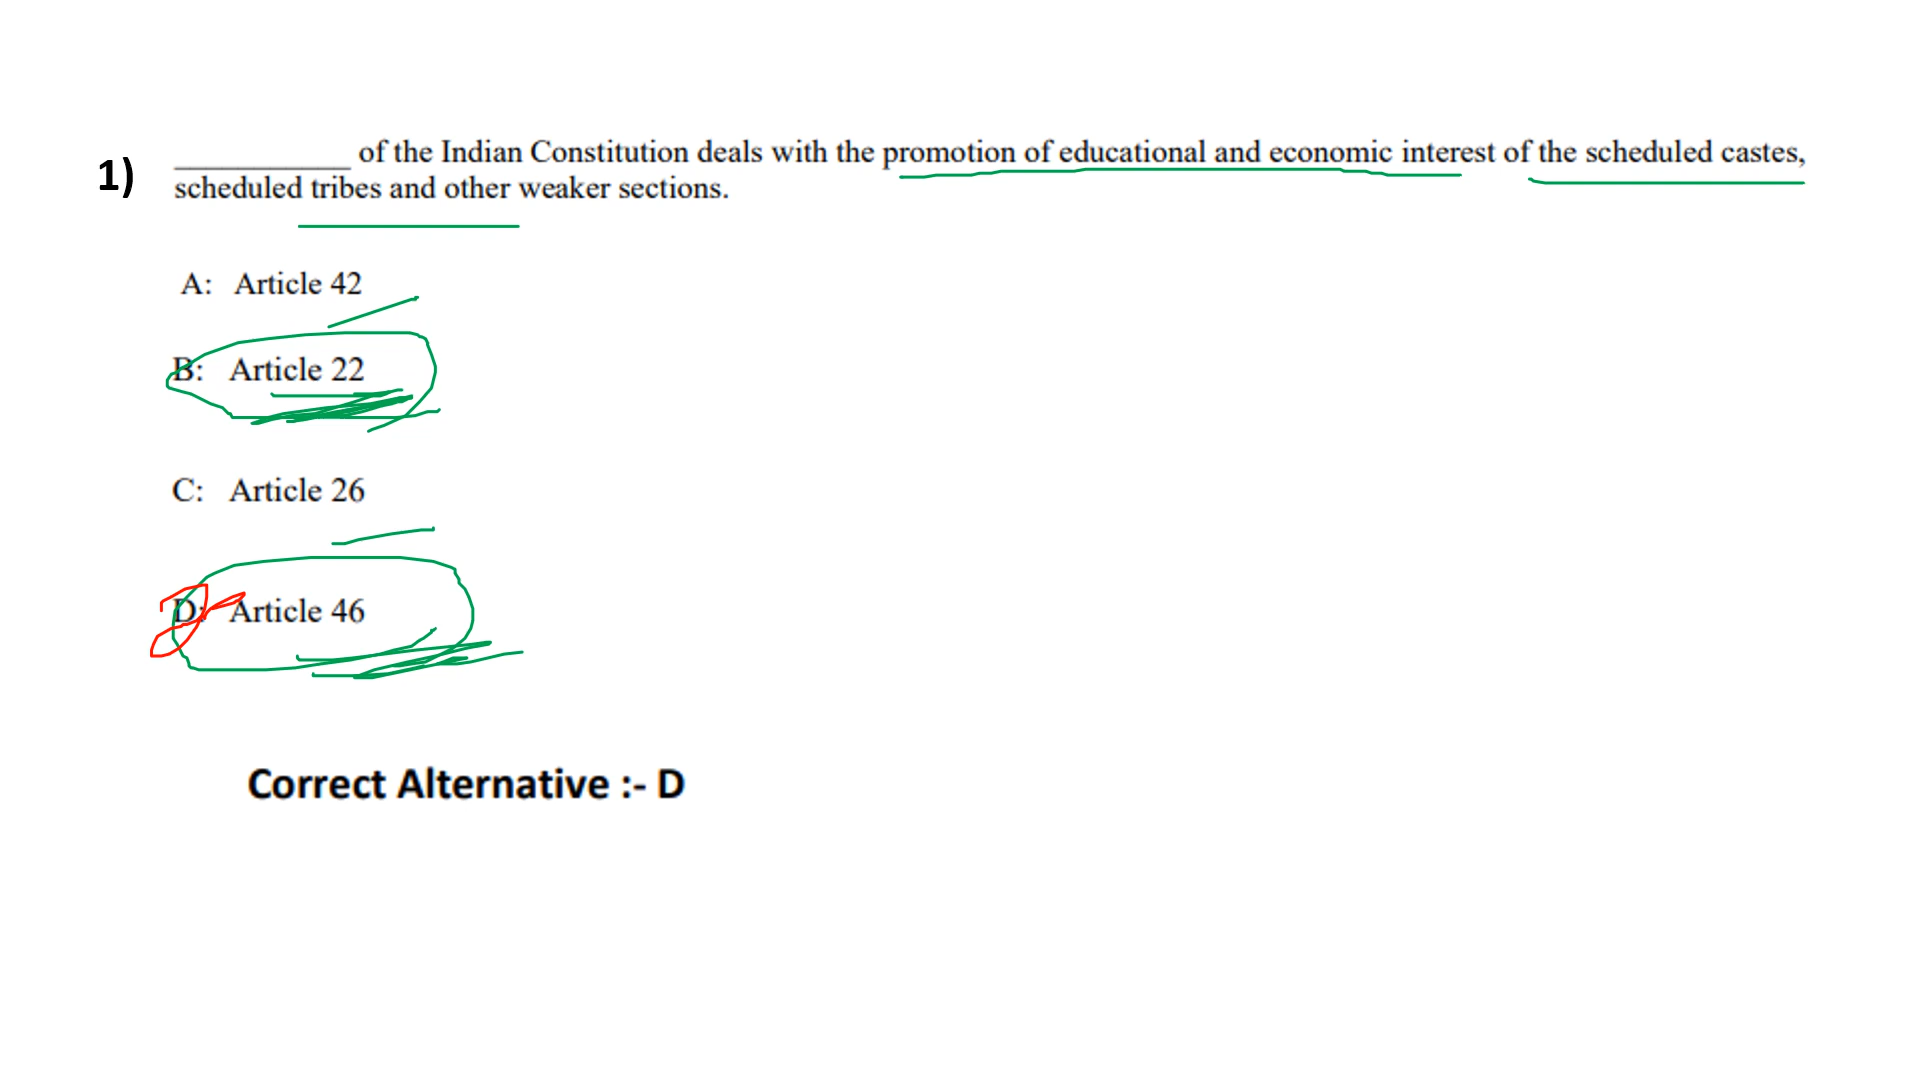 1) ___________ of the Indian Constitution deals with the promotion of educational and economic interest of the scheduled castes,
scheduled tribes and other weaker sections.
A: Article 42
B: Article 22
C: Article 26
D: Article 46
Correct Alternative :- D